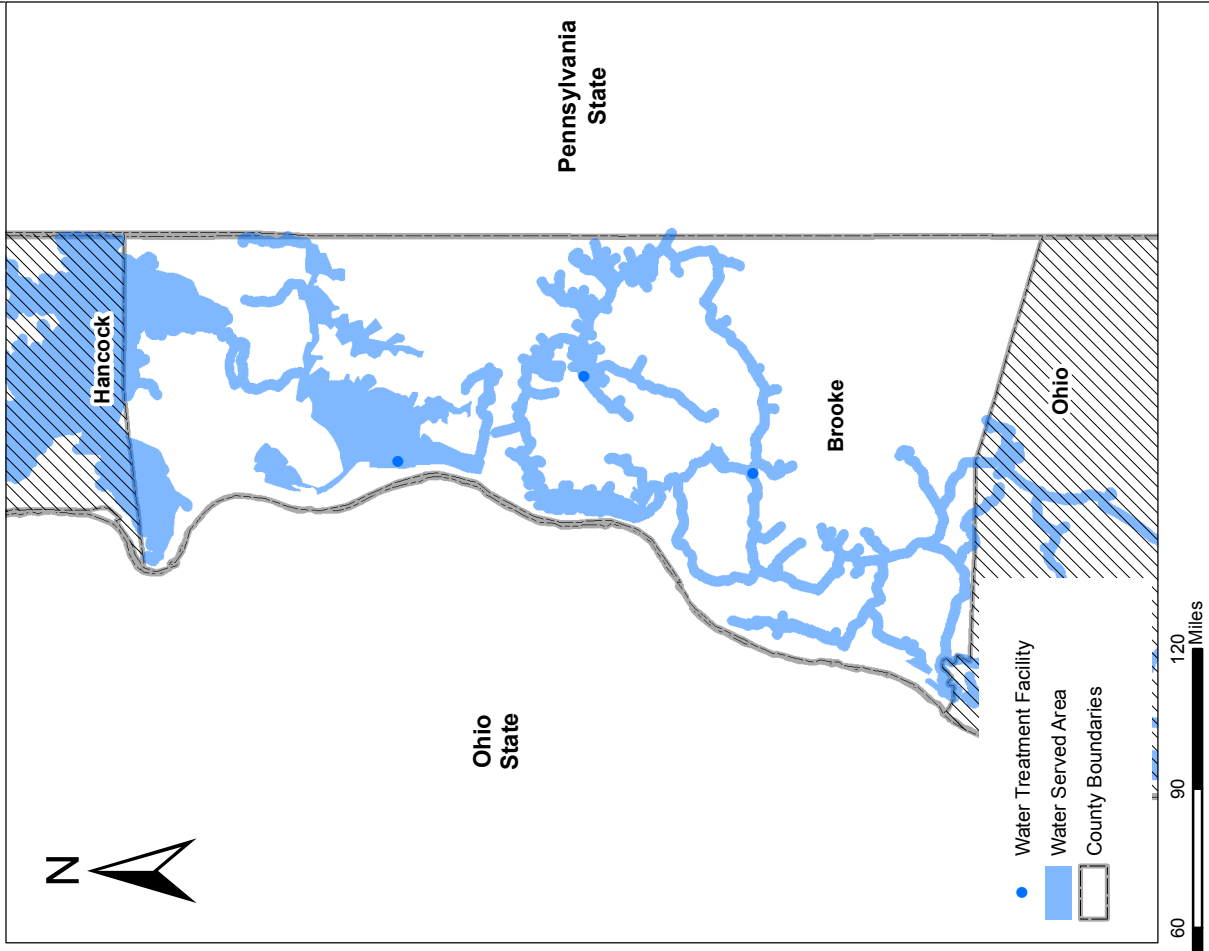 N
Hancock
Pennsylvania
State
Brooke
Ohio
Ohio
State
Water Treatment Facility
Water Served Area
County Boundaries
60
90
120
Miles